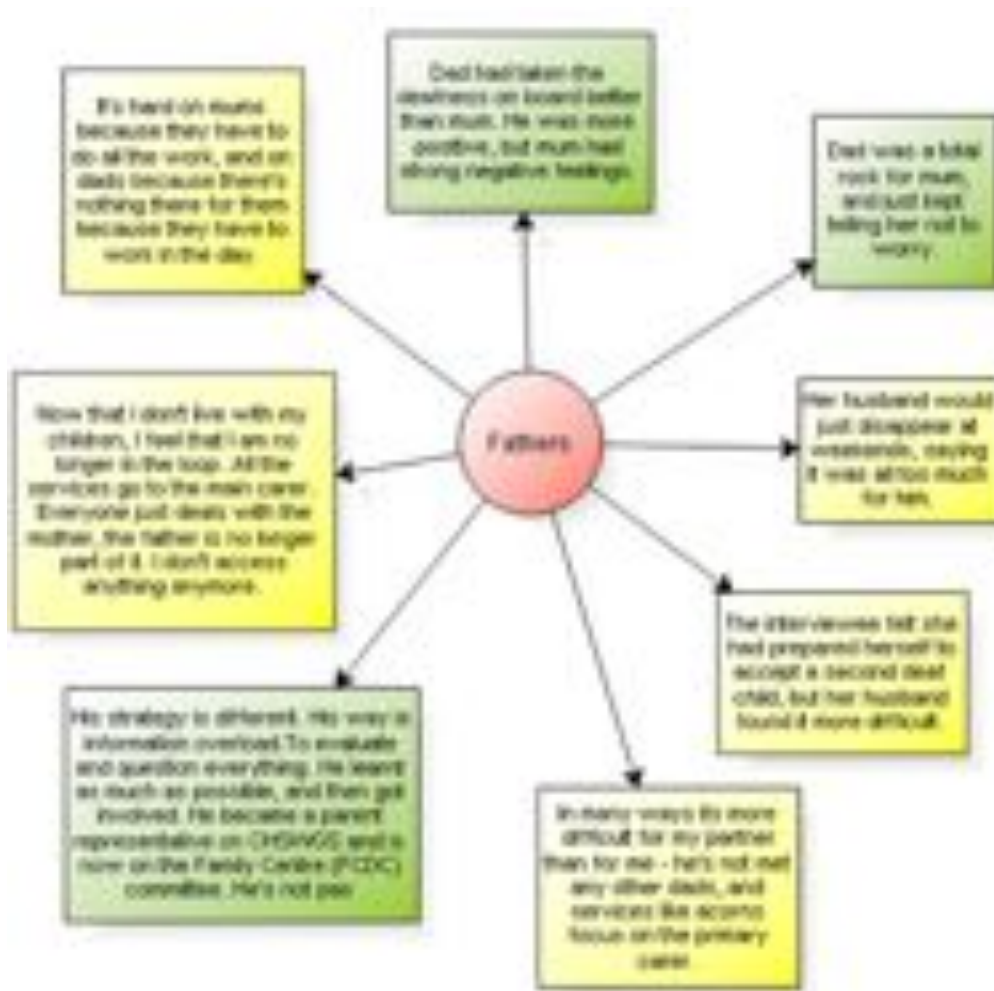 It's hard on mums
because they have to
do all the work, and on
dads because there's
nothing there for them
because they have to
work in the day.
Dad had taken the
deafness on board better
than mum. He was more
positive, but mum had
strong negative feelings.
Dad was a total
rock for mum,
and just kept
telling her not to
worry.
Fathers
Now that I don't live with my
children, I feel that I am no
longer in the loop. All the
services go to the main carer.
Everyone just deals with the
mother, the father is no longer
part of it. I don't access
anything anymore.
Her husband would
just disappear at
weekends, saying
it was all too much
for him.
The interviewee felt she
had prepared herself to
accept a second deaf
child, but her husband
found it more difficult.
His strategy is different. His way is
information overload. To evaluate
and question everything. He learnt
as much as possible, and then got
involved. He became a parent
representative on CHSWGS and is
now on the Family Centre (FCDC)
committee. He's not
In many ways its more
difficult for my partner
than for me - he's not met
any other dads, and
services like acorns
focus on the primary
carer.